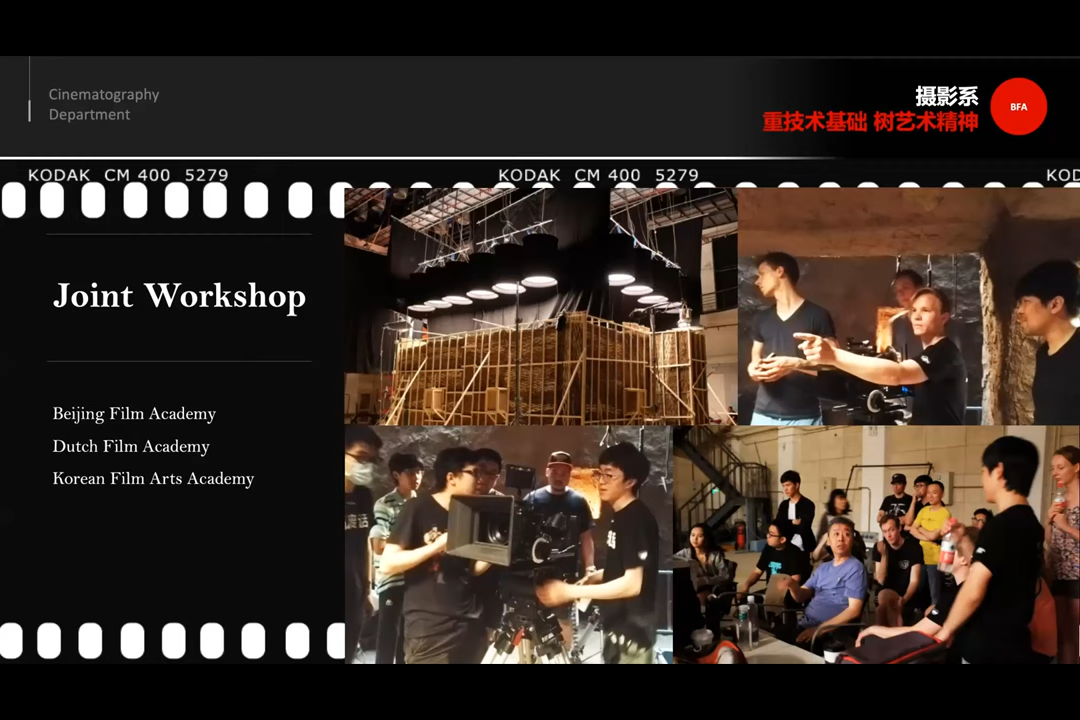 Cinematography
Department
摄影系
重技术基础 树艺术精神
BFA
KODAK CM 400 5279
KODAK CM 400 5279
KOD
Joint Workshop
Beijing Film Academy
Dutch Film Academy
Korean Film Arts Academy